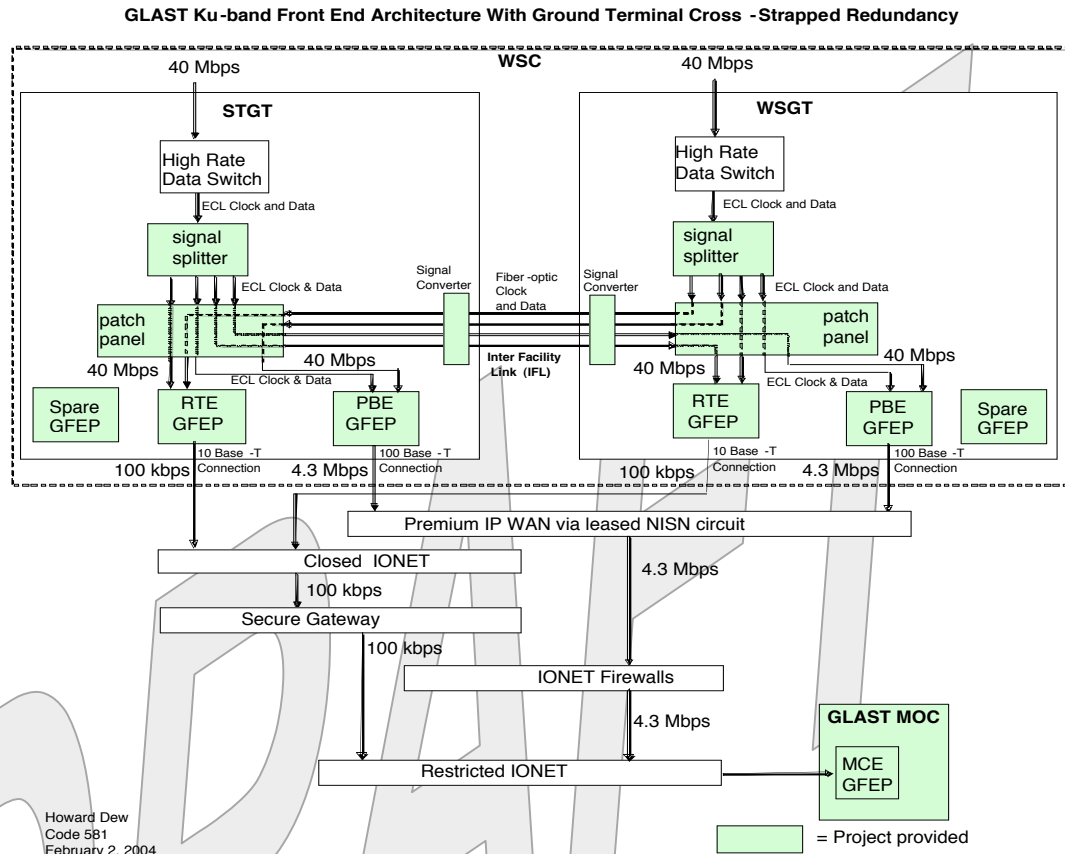 GLAST Ku-band Front End Architecture With Ground Terminal Cross -Strapped Redundancy
WSC
40 Mbps
40 Mbps
STGT
WSGT
High Rate
Data Switch
High Rate
Data Switch
ECL Clock and Data
ECL Clock and Data
signal
splitter
signal
splitter
ECL Clock & Data
Signal
Converter
Fiber -optic
Clock
and Data
Signal
Converter
ECL Clock and Data
patch
panel
patch
panel
Inter Facility
Link (IFL)
40 Mbps
40 Mbps
40 Mbps
40 Mbps
ECL Clock & Data
ECL Clock & Data
Spare
GFEP
RTE
GFEP
PBE
GFEP
RTE
GFEP
PBE
GFEP
Spare
GFEP
100 kbps
10 Base -T
Connection
4.3 Mbps
100 Base -T
Connection
100 kbps
10 Base -T
Connection
4.3 Mbps
100 Base -T
Connection
Premium IP WAN via leased NISN circuit
Closed IONET
4.3 Mbps
100 kbps
Secure Gateway
100 kbps
IONET Firewalls
4.3 Mbps
Restricted IONET
GLAST MOC
MCE
GFEP
= Project provided
Howard Dew
Code 581
February 2, 2004
DRAFT